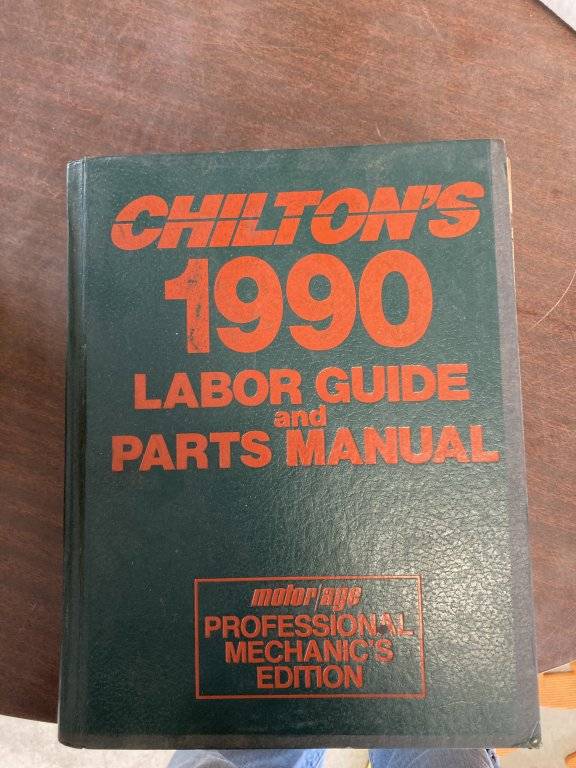 CHILTON'S
1990
LABOR GUIDE
and
PARTS MANUAL
motor/age
PROFESSIONAL
MECHANIC'S
EDITION